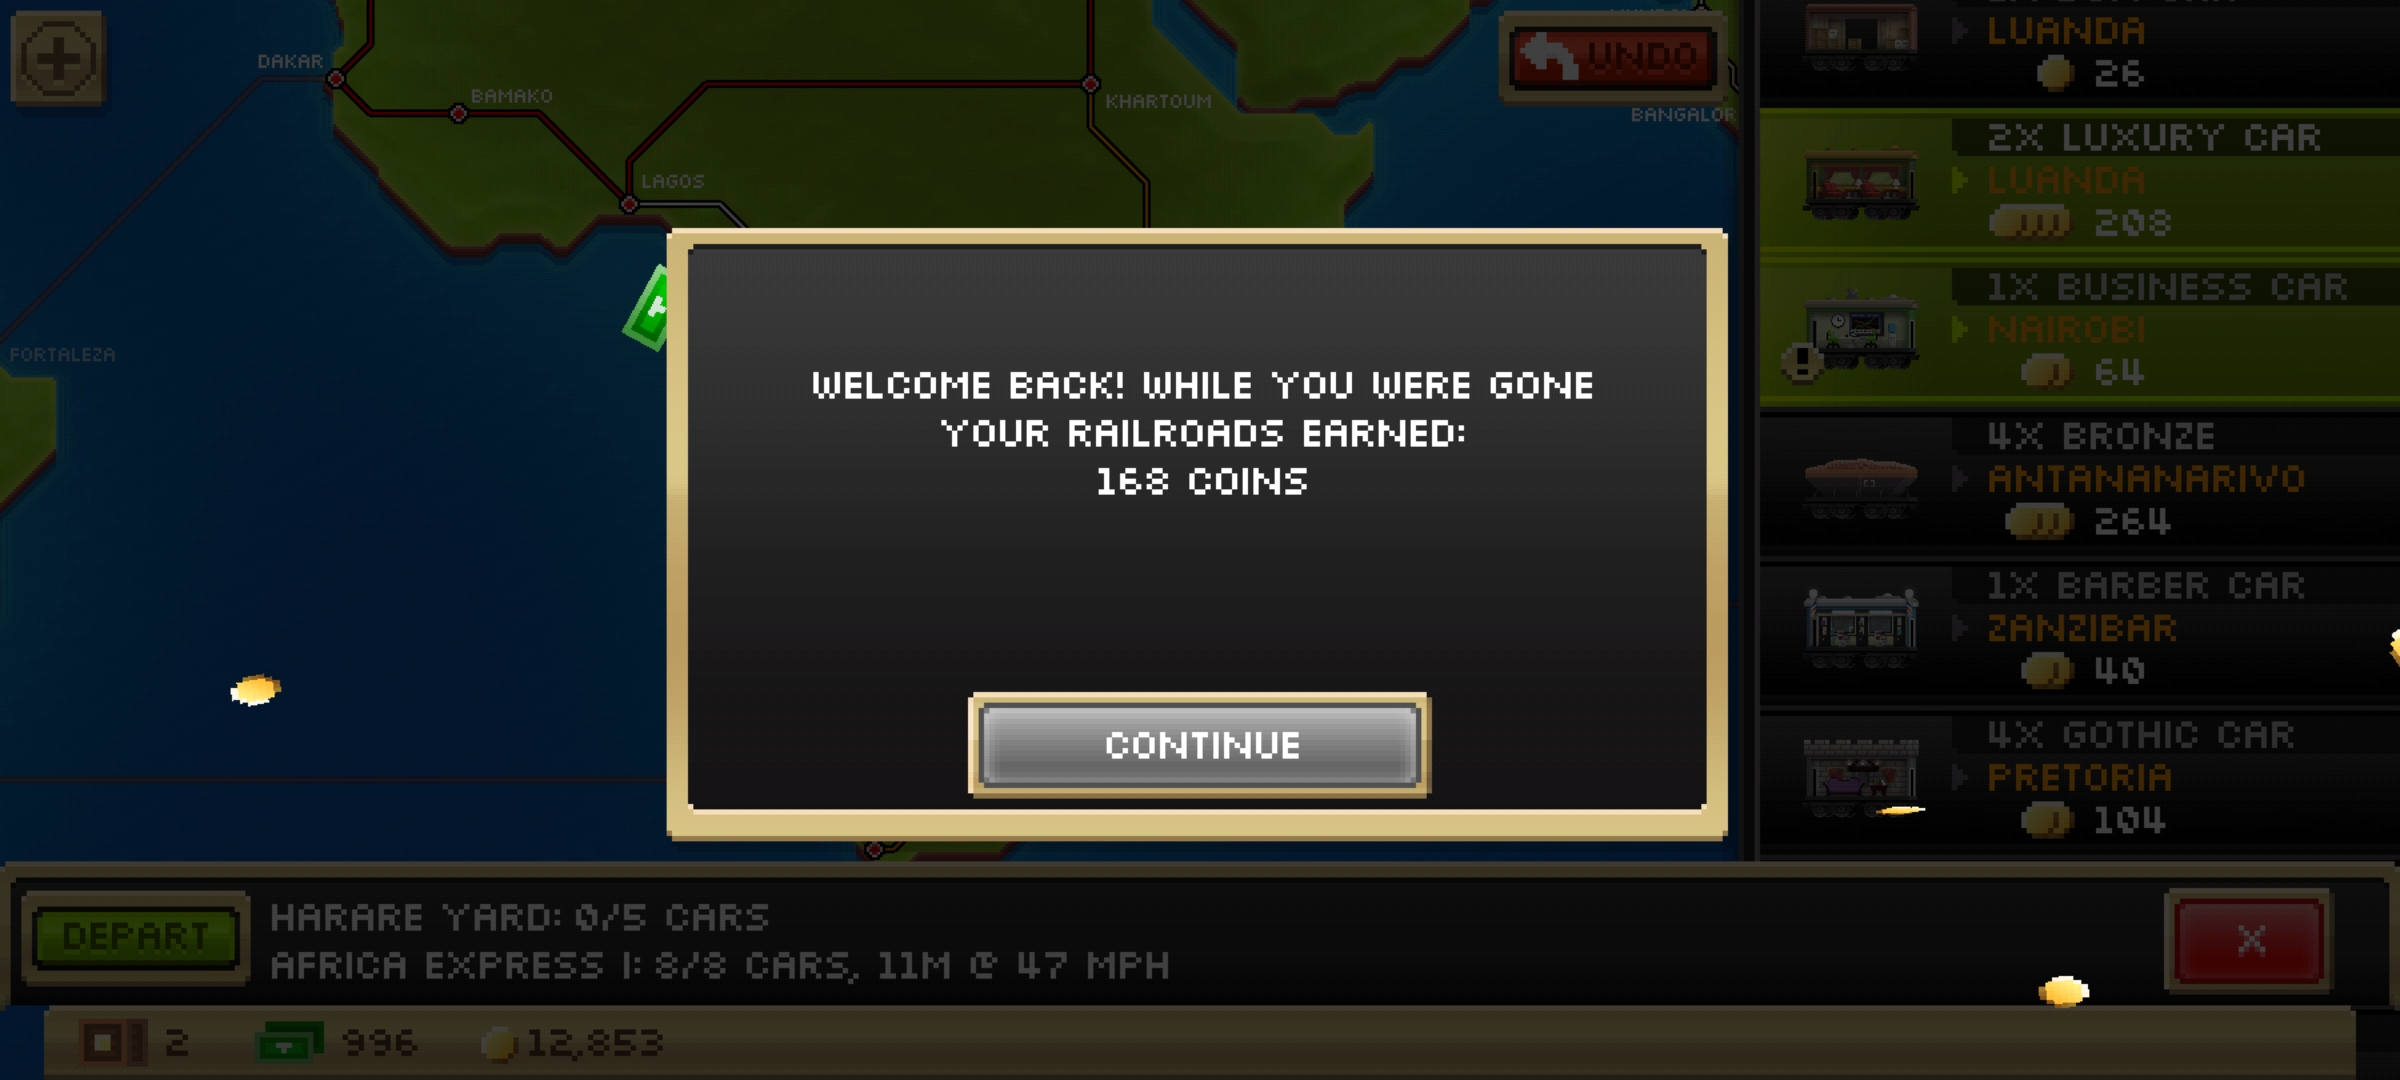 DAKAR
BAMAKO
KHARTOUM
LAGOS
FORTALEZA
UNDO
LUANDA
26
2X LUXURY CAR
LUANDA
208
1X BUSINESS CAR
NAIROBI
64
4X BRONZE
ANTANANARIVO
264
1X BARBER CAR
ZANZIBAR
40
4X GOTHIC CAR
PRETORIA
104
WELCOME BACK! WHILE YOU WERE GONE
YOUR RAILROADS EARNED:
168 COINS
CONTINUE
DEPART
HARARE YARD: 0/5 CARS
AFRICA EXPRESS I: 8/8 CARS, 11M @ 47 MPH
X
2
996
12,853